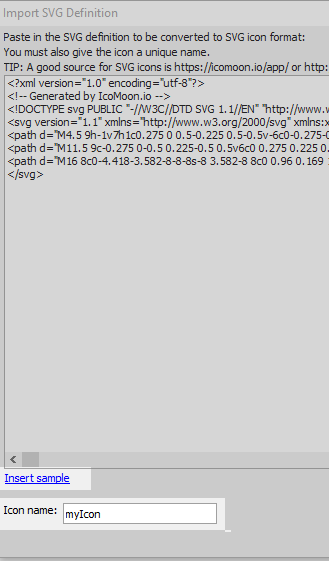 Import SVG Definition
Paste in the SVG definition to be converted to SVG icon format:
You must also give the icon a unique name.
TIP: A good source for SVG icons is https://icomoon.io/app/ or http:
<?xml version="1.0" encoding="utf-8"?>
<!-- Generated by IcoMoon.io -->
<!DOCTYPE svg PUBLIC "-//W3C//DTD SVG 1.1//EN" "http://www.w
<svg version="1.1" xmlns="http://www.w3.org/2000/svg" xmlns:x
<path d="M4.5 9h-1v7h1c0.275 0 0.5-0.225 0.5-0.5v-6c0-0.275-0
<path d="M11.5 9c-0.275 0-0.5 0.225-0.5 0.5v6c0 0.275 0.225 0.
<path d="M16 8c0-4.418-3.582-8-8-8s-8 3.582-8 8c0 0.96 0.169
</svg>
Insert sample
Icon name: myIcon